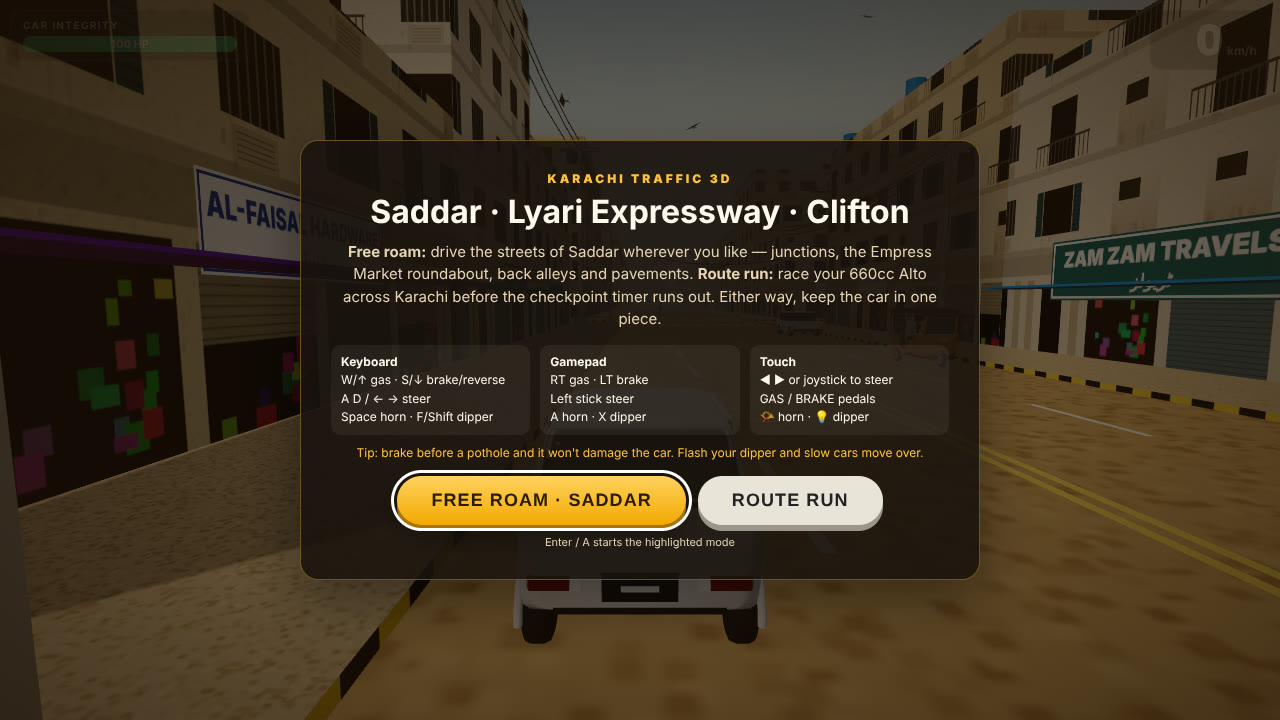 CAR INTEGRITY
100 HP
0 km/h
AL-FAISAL HARDWARE
ZAM ZAM TRAVELS
KARACHI TRAFFIC 3D
Saddar · Lyari Expressway · Clifton
Free roam: drive the streets of Saddar wherever you like — junctions, the Empress
Market roundabout, back alleys and pavements. Route run: race your 660cc Alto
across Karachi before the checkpoint timer runs out. Either way, keep the car in one
piece.
Keyboard
W/↑ gas · S/↓ brake/reverse
A D / ← → steer
Space horn · F/Shift dipper
Gamepad
RT gas · LT brake
Left stick steer
A horn · X dipper
Touch
◀ ▶ or joystick to steer
GAS / BRAKE pedals
📯 horn · 💡 dipper
Tip: brake before a pothole and it won't damage the car. Flash your dipper and slow cars move over.
FREE ROAM · SADDAR
ROUTE RUN
Enter / A starts the highlighted mode